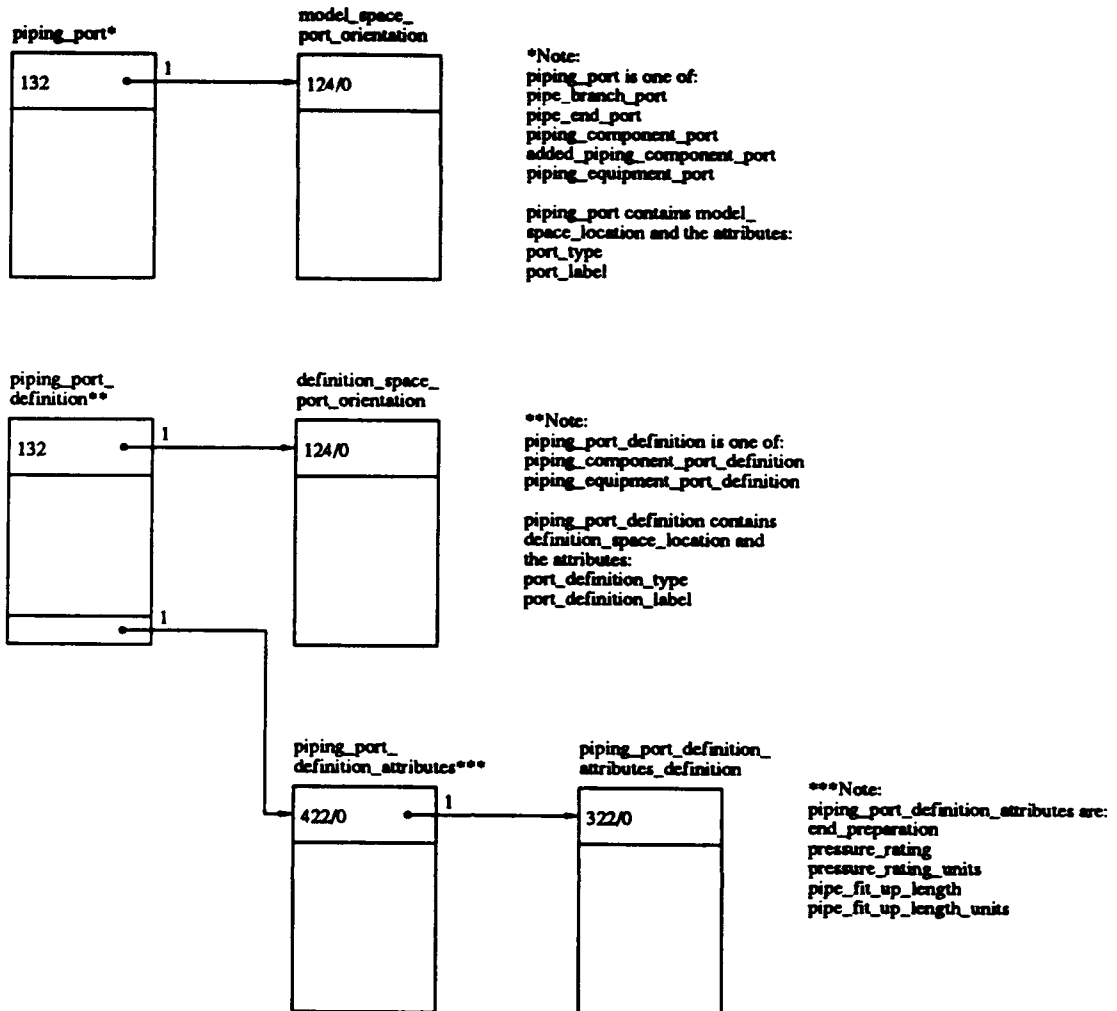 piping_port*
model_space_
port_orientation
132
1
124/0
*Note:
piping_port is one of:
pipe_branch_port
pipe_end_port
piping_component_port
added_piping_component_port
piping_equipment_port
piping_port contains model_
space_location and the attributes:
port_type
port_label
piping_port_
definition**
definition_space_
port_orientation
132
1
124/0
1
**Note:
piping_port_definition is one of:
piping_component_port_definition
piping_equipment_port_definition
piping_port_definition contains
definition_space_location and
the attributes:
port_definition_type
port_definition_label
piping_port_
definition_attributes***
piping_port_definition_
attributes_definition
422/0
1
322/0
***Note:
piping_port_definition_attributes are:
end_preparation
pressure_rating
pressure_rating_units
pipe_fit_up_length
pipe_fit_up_length_units